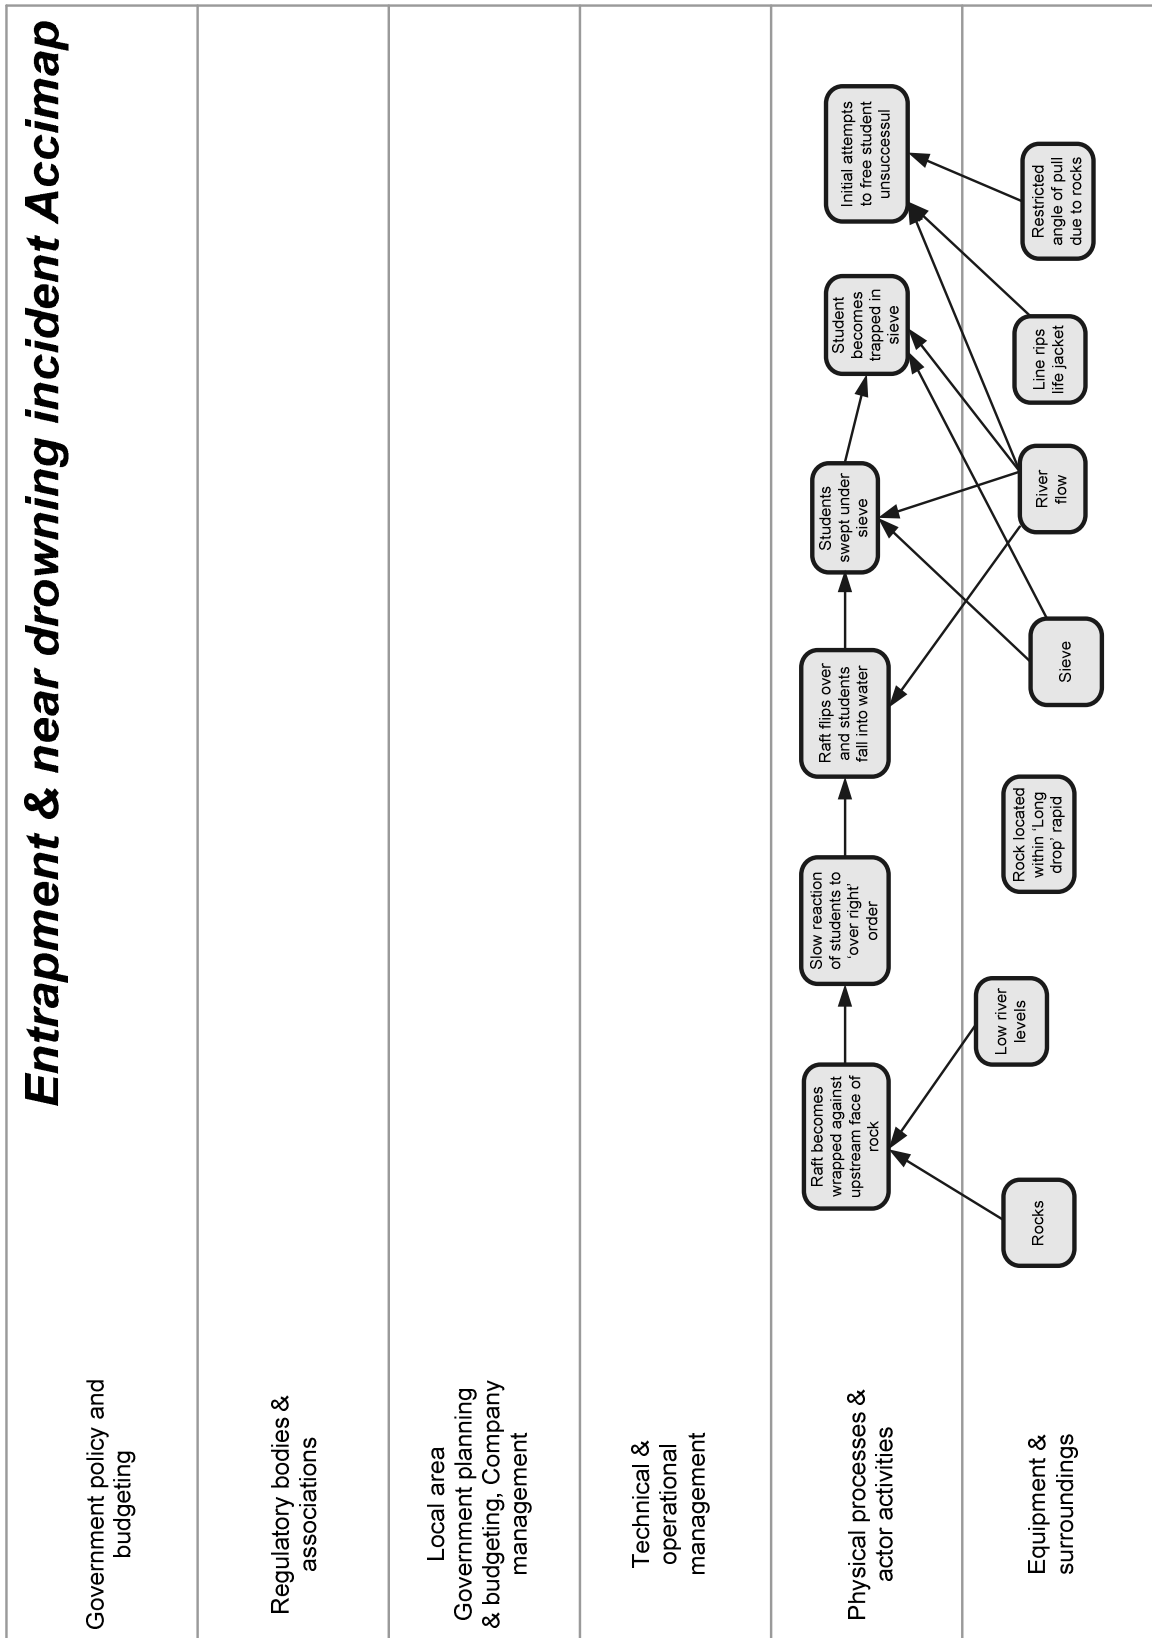 Entrapment & near drowning incident Accimap
Government policy and
budgeting
Regulatory bodies &
associations
Local area
Government planning
& budgeting, Company
management
Technical &
operational
management
Physical processes &
actor activities
Raft becomes
wrapped against
upstream face of
rock
Slow reaction
of students to
‘over right’
order
Raft flips over
and students
fall into water
Students
swept under
sieve
Student
becomes
trapped in
sieve
Initial attempts
to free student
unsuccessul
Equipment &
surroundings
Rocks
Low river
levels
Rock located
within ‘Long
drop’ rapid
Sieve
River
flow
Line rips
life jacket
Restricted
angle of pull
due to rocks